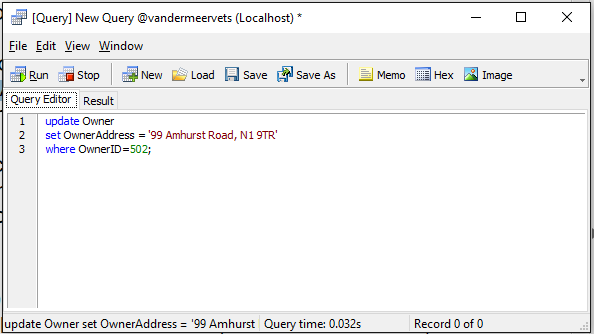 [Query] New Query @vandermeervets (Localhost) *
File Edit View Window
Run Stop New Load Save Save As Memo Hex Image
Query Editor Result
1 update Owner
2 set OwnerAddress = '99 Amhurst Road, N1 9TR'
3 where OwnerID=502;
update Owner set OwnerAddress = '99 Amhurst Query time: 0.032s Record 0 of 0